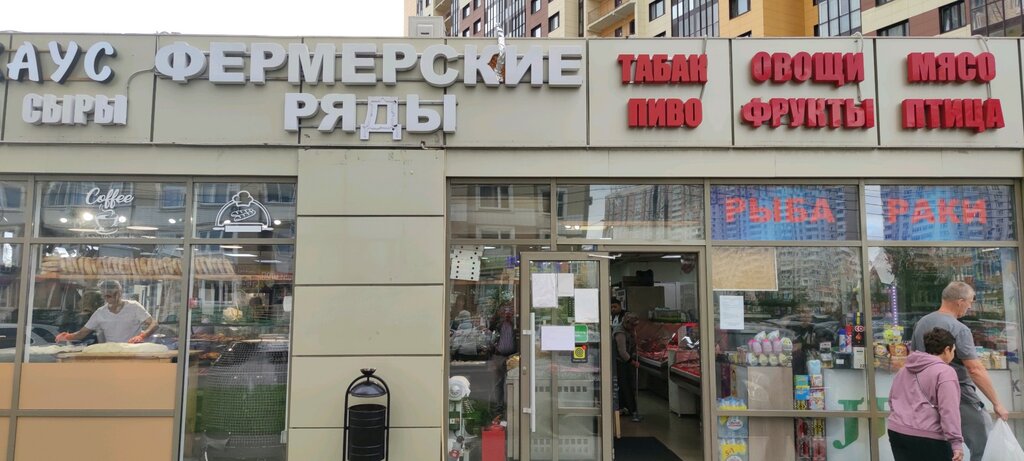 АУС
СЫРЫ
ФЕРМЕРСКИЕ
РЯДЫ
ТАБАК
ПИВО
ОВОЩИ
ФРУКТЫ
МЯСО
ПТИЦА
Coffee
РЫБА
РАКИ